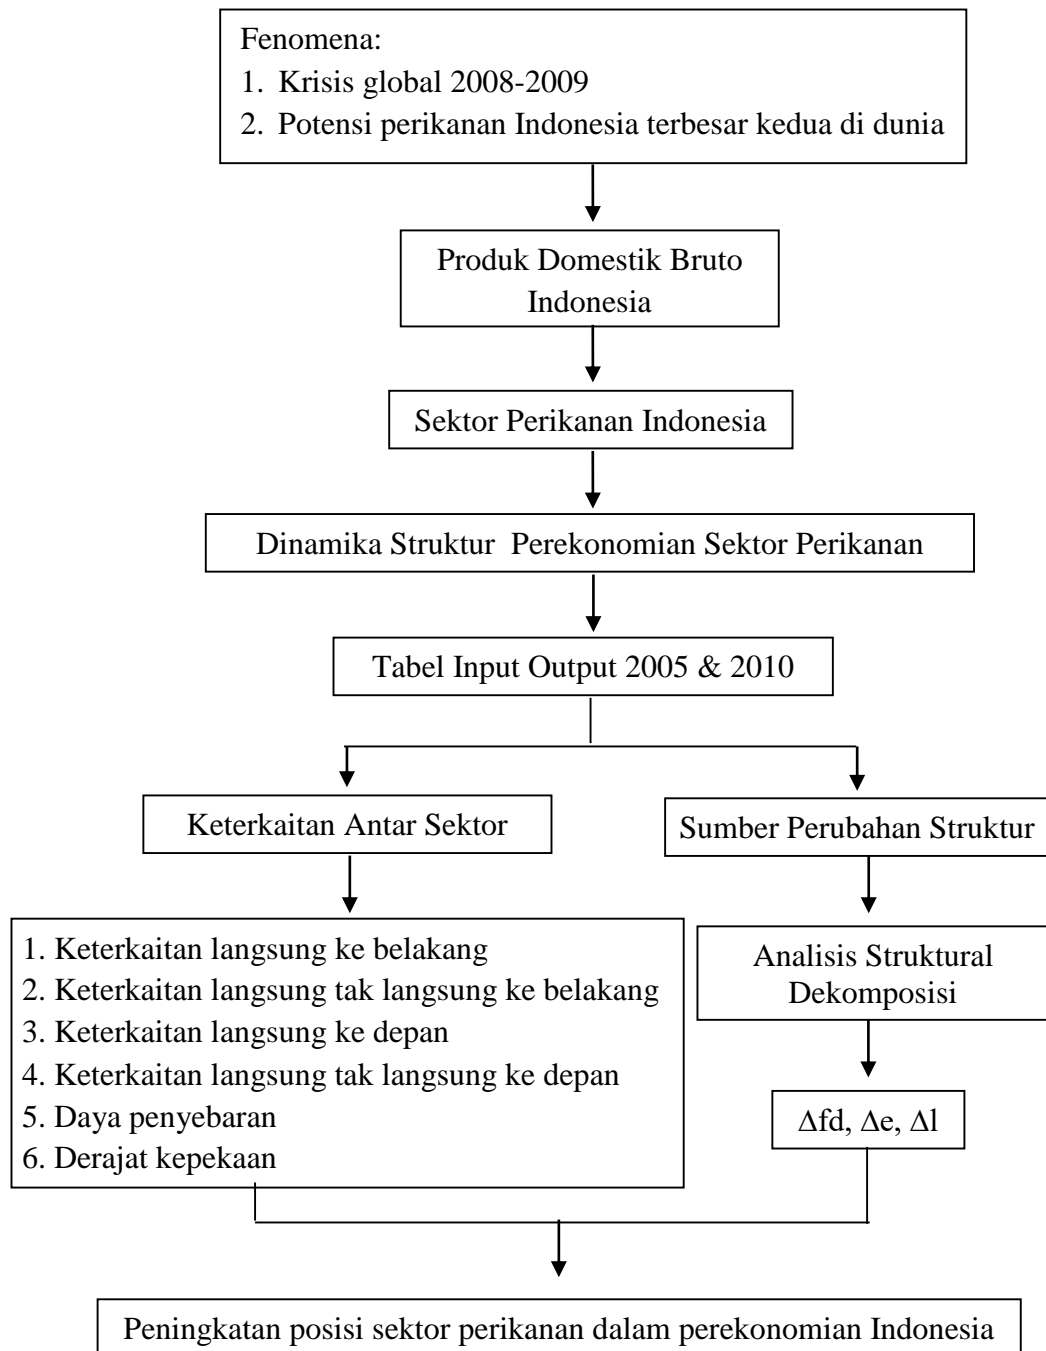 Fenomena:
1. Krisis global 2008-2009
2. Potensi perikanan Indonesia terbesar kedua di dunia
Produk Domestik Bruto
Indonesia
Sektor Perikanan Indonesia
Dinamika Struktur Perekonomian Sektor Perikanan
Tabel Input Output 2005 & 2010
Keterkaitan Antar Sektor
Sumber Perubahan Struktur
1. Keterkaitan langsung ke belakang
2. Keterkaitan langsung tak langsung ke belakang
3. Keterkaitan langsung ke depan
4. Keterkaitan langsung tak langsung ke depan
5. Daya penyebaran
6. Derajat kepekaan
Analisis Struktural
Dekomposisi
Δfd, Δe, Δl
Peningkatan posisi sektor perikanan dalam perekonomian Indonesia